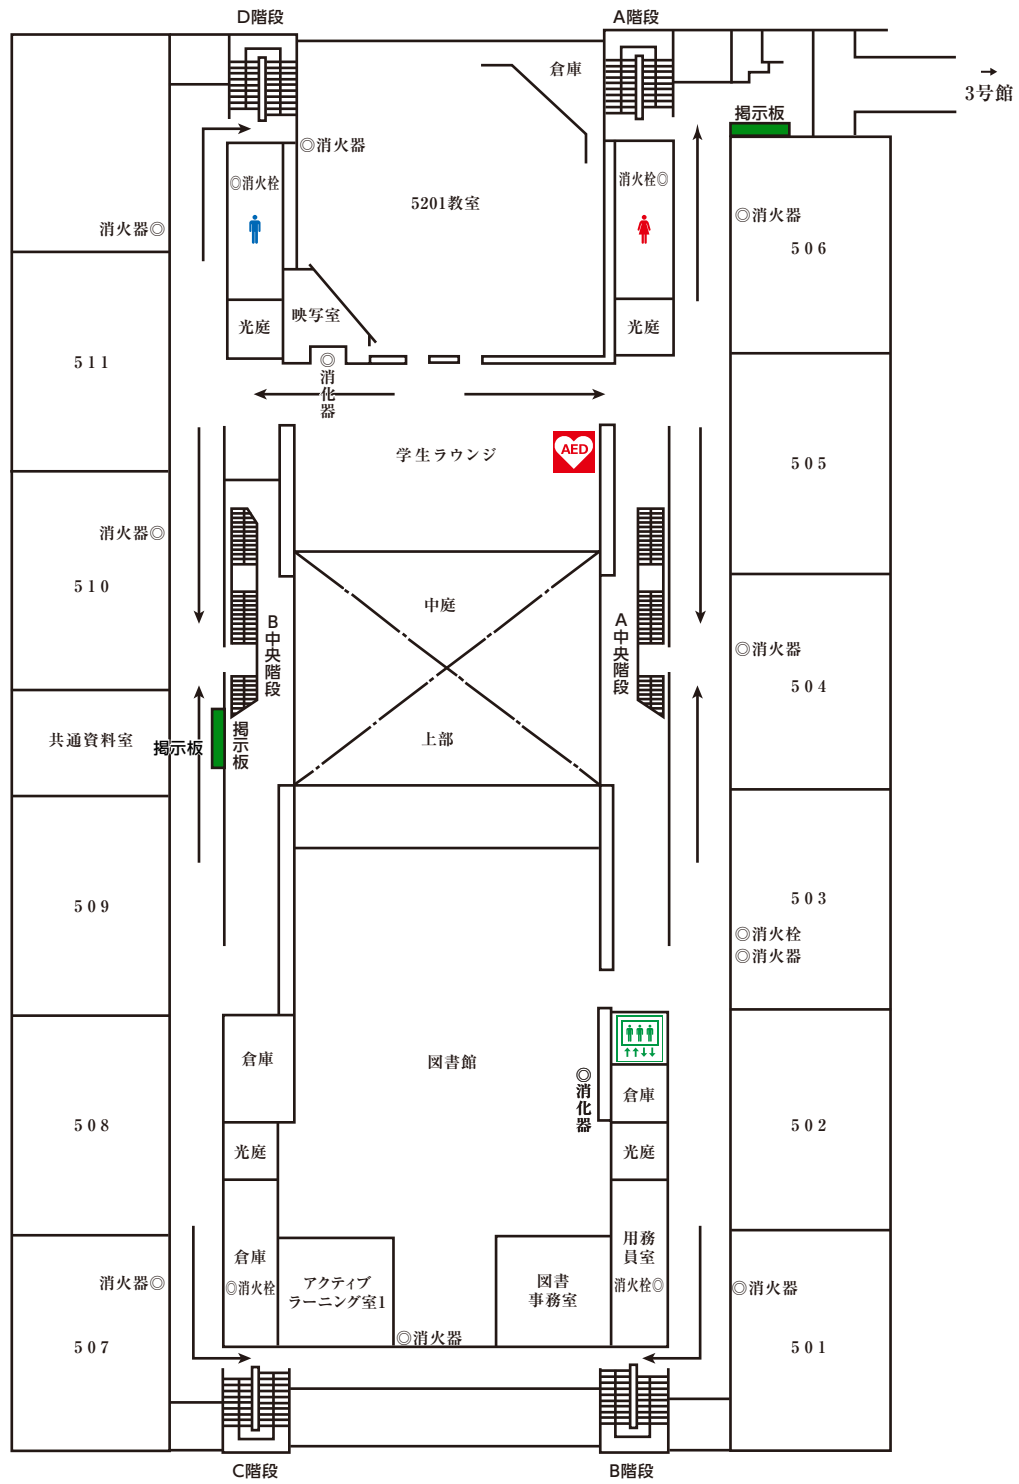 D階段
A階段
倉庫
→
3号館
掲示板
◎消火器
◎消火栓
消火栓◎
5201教室
◎消火器
消火器◎
506
映写室
光庭
光庭
511
◎消化器
学生ラウンジ
AED
505
消火器◎
510
中庭
B中央階段
A中央階段
◎消火器
504
共通資料室
掲示板
掲示板
上部
509
503
◎消火栓
◎消火器
倉庫
図書館
◎消化器
倉庫
508
502
光庭
光庭
倉庫
◎消火栓
用務
員室
消火栓◎
消火器◎
アクティブ
ラーニング室1
図書
事務室
◎消火器
◎消火器
507
501
C階段
B階段